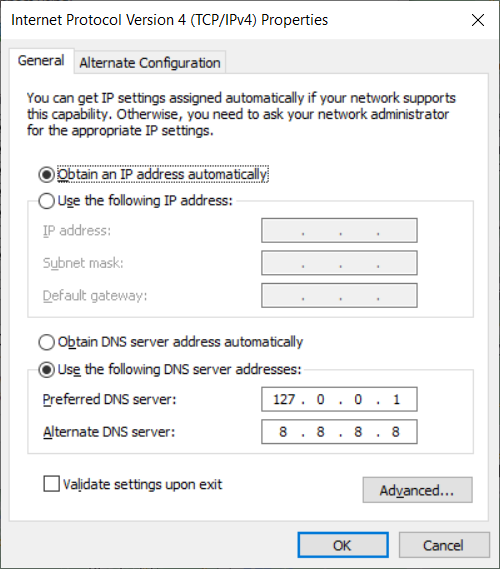 Internet Protocol Version 4 (TCP/IPv4) Properties
General
Alternate Configuration
You can get IP settings assigned automatically if your network supports
this capability. Otherwise, you need to ask your network administrator
for the appropriate IP settings.
Obtain an IP address automatically
Use the following IP address:
IP address:
. . .
Subnet mask:
. . .
Default gateway:
. . .
Obtain DNS server address automatically
Use the following DNS server addresses:
Preferred DNS server:
127 . 0 . 0 . 1
Alternate DNS server:
8 . 8 . 8 . 8
Validate settings upon exit
Advanced...
OK
Cancel